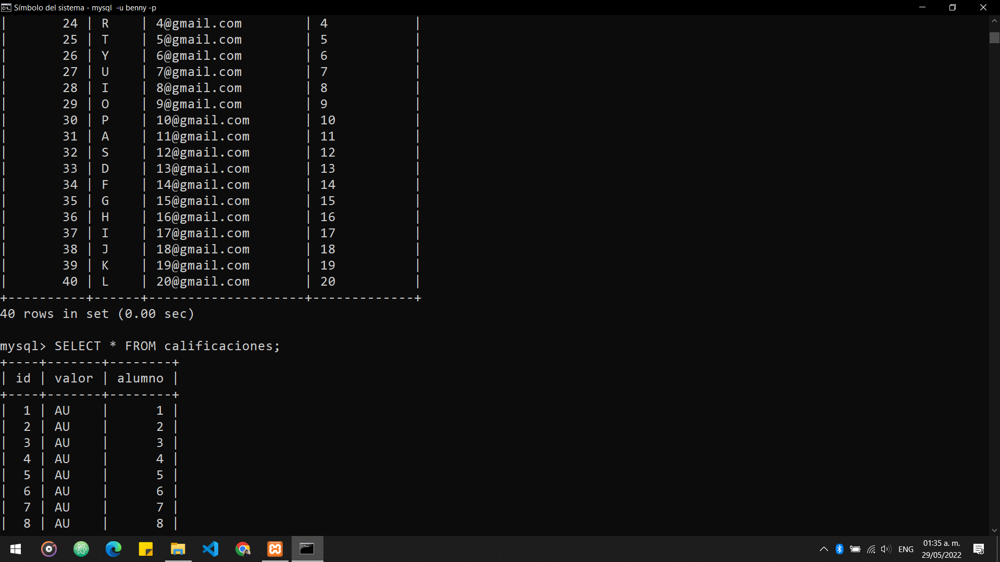 Símbolo del sistema - mysql  -u benny -p
|       24 | R    | 4@gmail.com        | 4           |
|       25 | T    | 5@gmail.com        | 5           |
|       26 | Y    | 6@gmail.com        | 6           |
|       27 | U    | 7@gmail.com        | 7           |
|       28 | I    | 8@gmail.com        | 8           |
|       29 | O    | 9@gmail.com        | 9           |
|       30 | P    | 10@gmail.com       | 10          |
|       31 | A    | 11@gmail.com       | 11          |
|       32 | S    | 12@gmail.com       | 12          |
|       33 | D    | 13@gmail.com       | 13          |
|       34 | F    | 14@gmail.com       | 14          |
|       35 | G    | 15@gmail.com       | 15          |
|       36 | H    | 16@gmail.com       | 16          |
|       37 | I    | 17@gmail.com       | 17          |
|       38 | J    | 18@gmail.com       | 18          |
|       39 | K    | 19@gmail.com       | 19          |
|       40 | L    | 20@gmail.com       | 20          |
+----------+------+--------------------+-------------+
40 rows in set (0.00 sec)
mysql> SELECT * FROM calificaciones;
+----+-------+--------+
| id | valor | alumno |
+----+-------+--------+
|  1 | AU    |      1 |
|  2 | AU    |      2 |
|  3 | AU    |      3 |
|  4 | AU    |      4 |
|  5 | AU    |      5 |
|  6 | AU    |      6 |
|  7 | AU    |      7 |
|  8 | AU    |      8 |
ENG
01:35 a. m.
29/05/2022